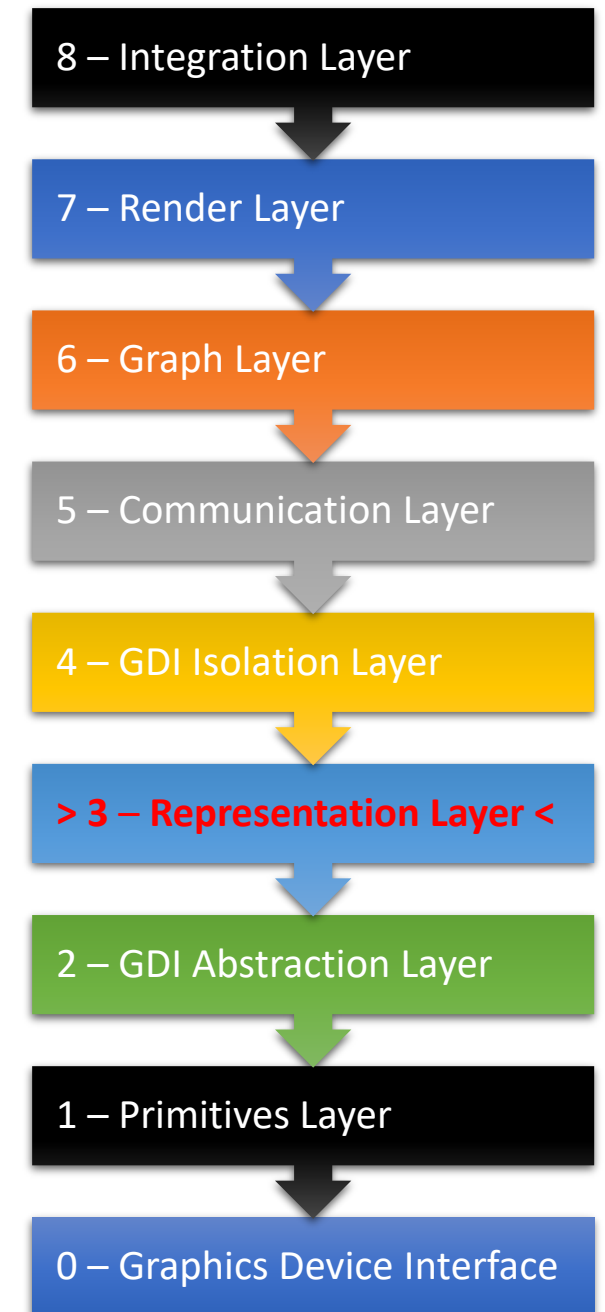 8 – Integration Layer
7 – Render Layer
6 – Graph Layer
5 – Communication Layer
4 – GDI Isolation Layer
> 3 – Representation Layer <
2 – GDI Abstraction Layer
1 – Primitives Layer
0 – Graphics Device Interface